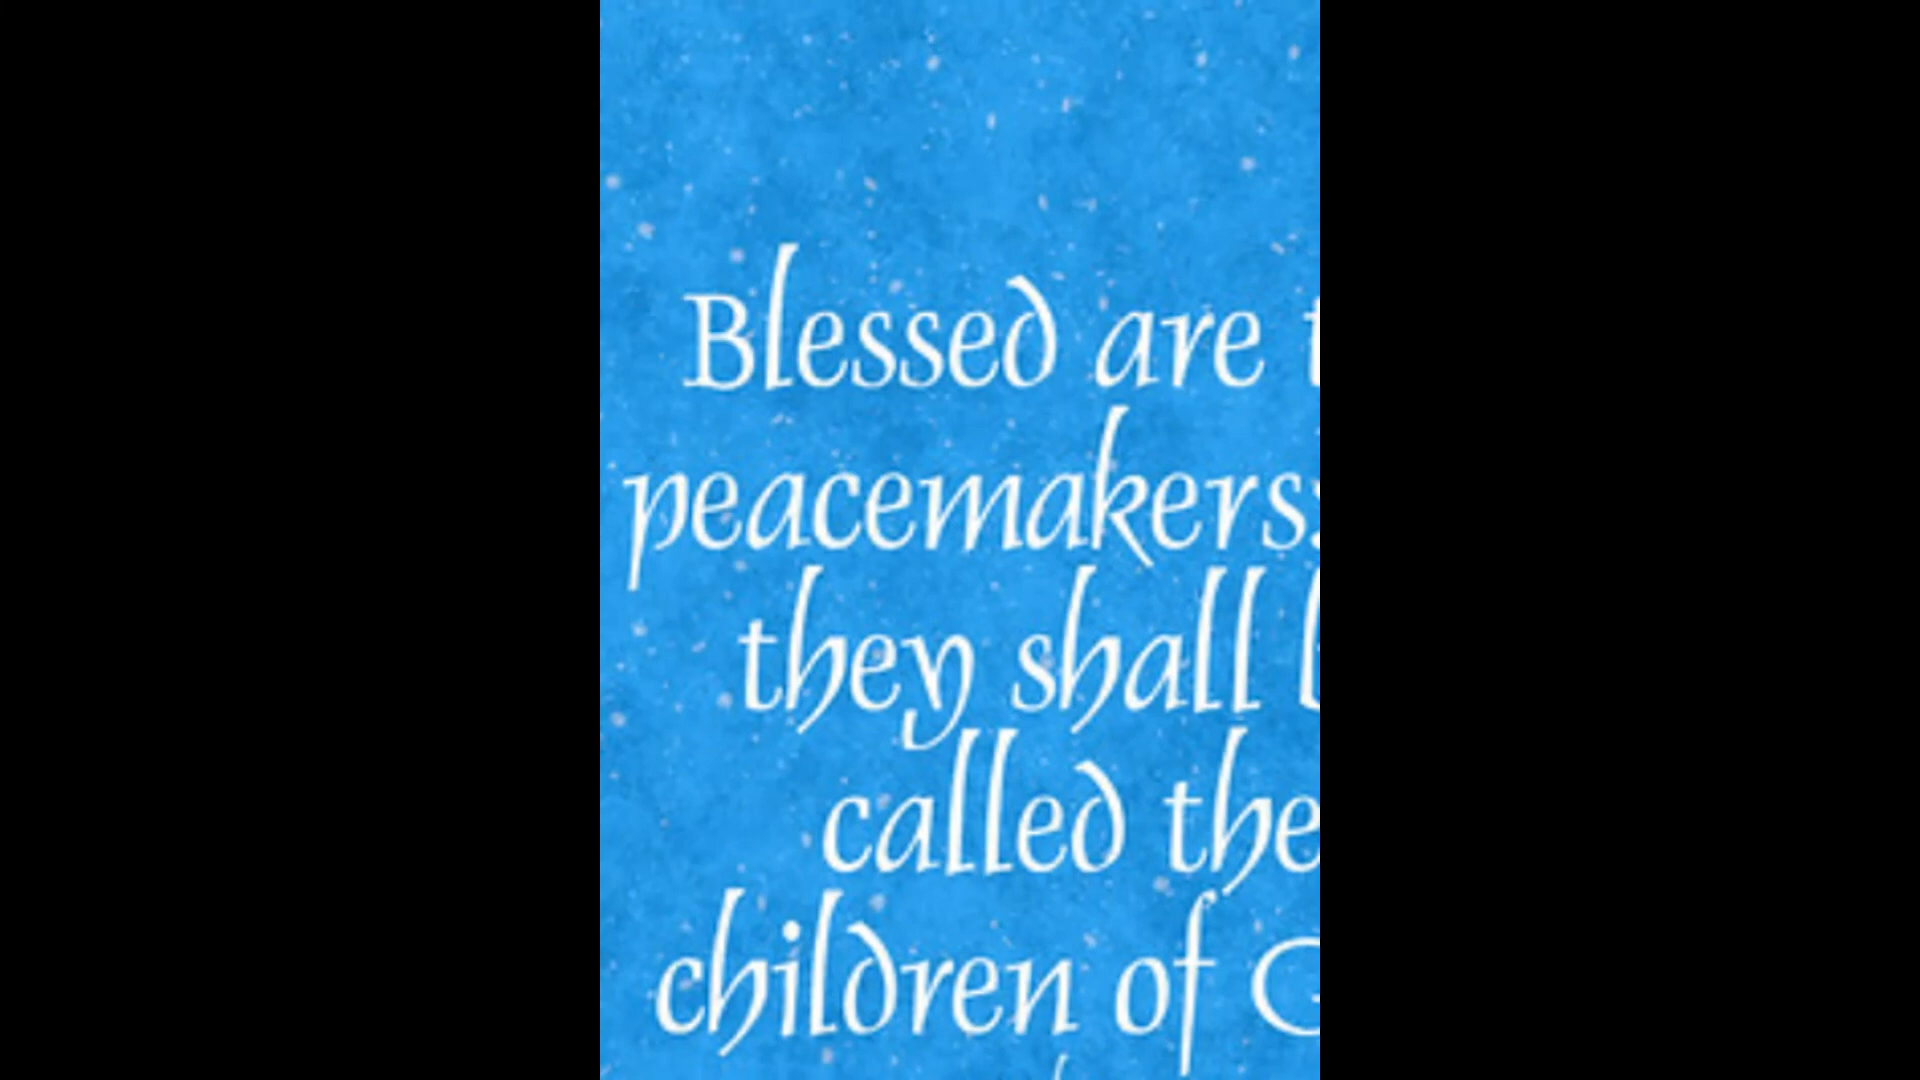 Blessed are
peacemakers:
they shall
called the
children of